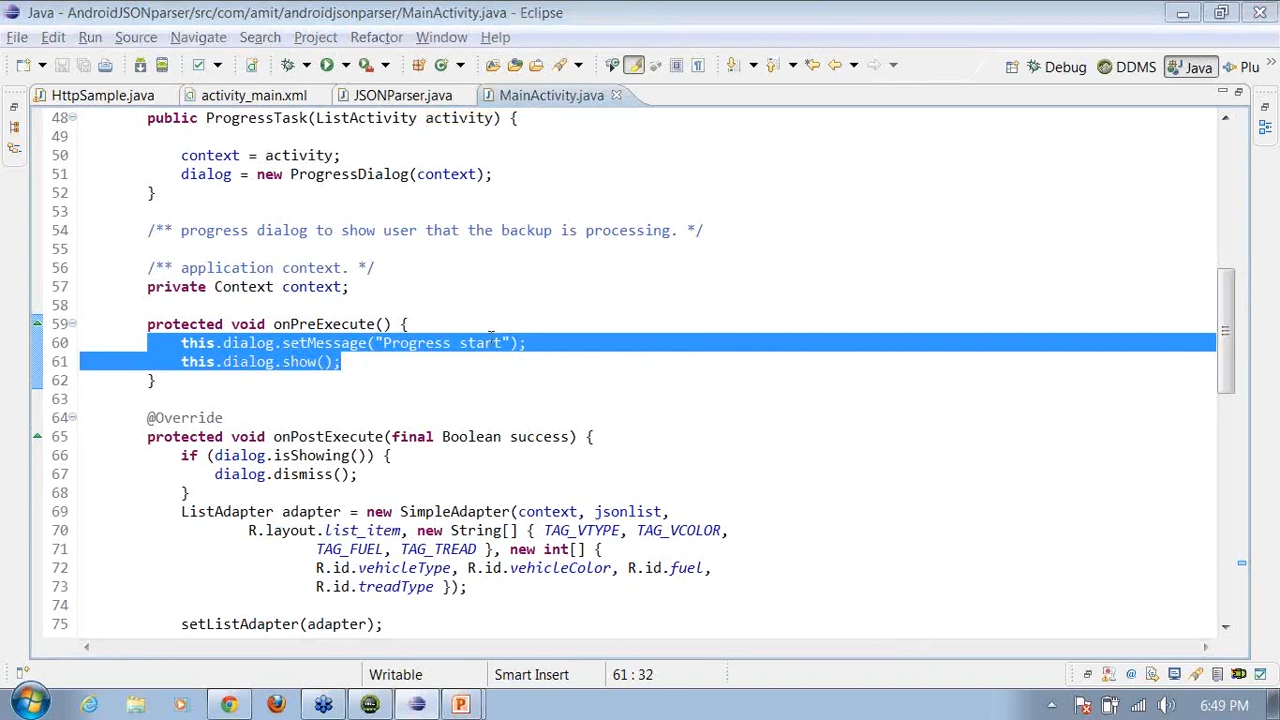 Java - AndroidJSONparser/src/com/amit/androidjsonparser/MainActivity.java - Eclipse
File Edit Run Source Navigate Search Project Refactor Window Help
Debug DDMS Java Plu
HttpSample.java activity_main.xml JSONParser.java MainActivity.java
48 public ProgressTask(ListActivity activity) {
49
50 context = activity;
51 dialog = new ProgressDialog(context);
52 }
53
54 /** progress dialog to show user that the backup is processing. */
55
56 /** application context. */
57 private Context context;
58
59 protected void onPreExecute() {
60 this.dialog.setMessage("Progress start");
61 this.dialog.show();
62 }
63
64 @Override
65 protected void onPostExecute(final Boolean success) {
66 if (dialog.isShowing()) {
67 dialog.dismiss();
68 }
69 ListAdapter adapter = new SimpleAdapter(context, jsonlist,
70 R.layout.list_item, new String[] { TAG_VTYPE, TAG_VCOLOR,
71 TAG_FUEL, TAG_TREAD }, new int[] {
72 R.id.vehicleType, R.id.vehicleColor, R.id.fuel,
73 R.id.treadType });
74
75 setListAdapter(adapter);
Writable Smart Insert 61 : 32
6:49 PM